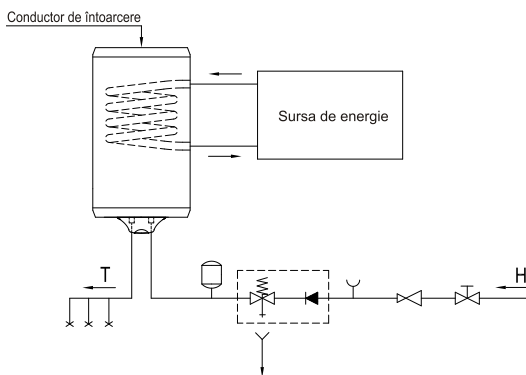 Conductor de întoarcere
Sursa de energie
T
H